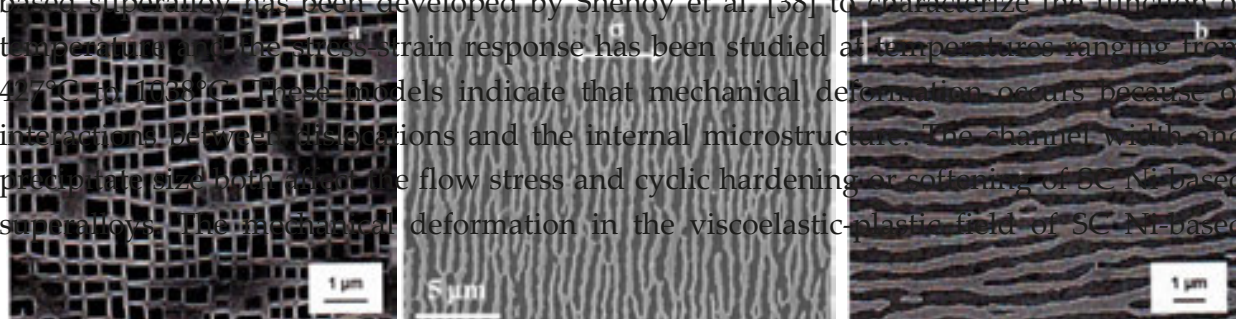 based superalloy has been developed by Shenoy et al. [38] to characterize the function o
temperature and the stress–strain response has been studied at temperatures ranging from
427°C to 1038°C. These models indicate that mechanical deformation occurs because o
interactions between dislocations and the internal microstructure. The channel width and
precipitate size both affect the flow stress and cyclic hardening or softening of SC Ni-based
superalloys. The mechanical deformation in the viscoelastic-plastic field of SC Ni-based
a
b
1 μm
5 μm
1 μm